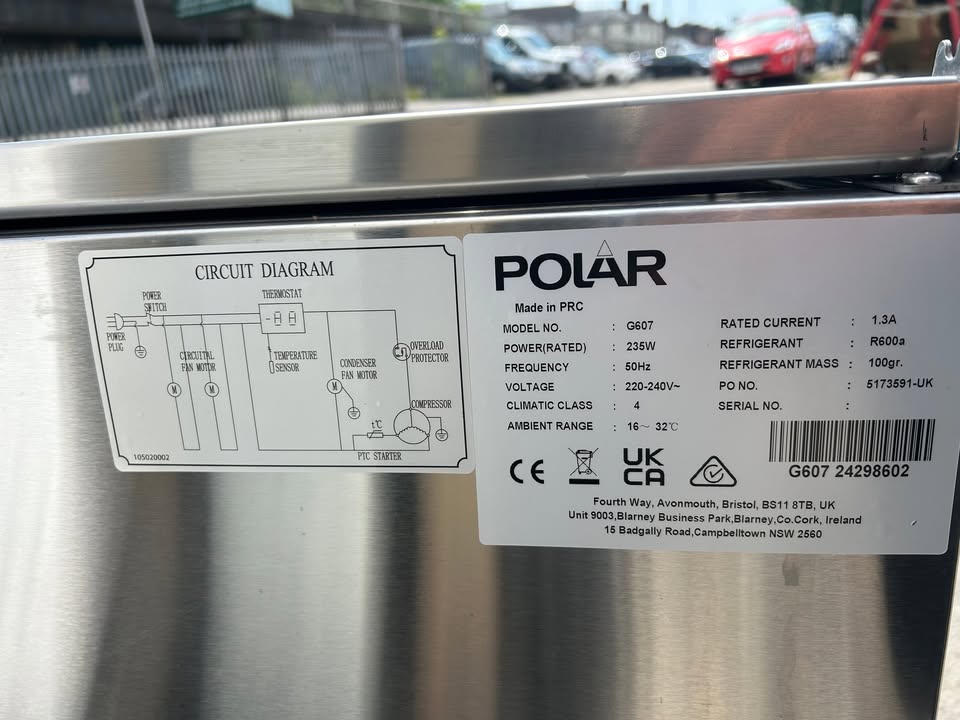 CIRCUIT DIAGRAM
POWER
SWITCH
THERMOSTAT
POWER
PLUG
CIRCUITAL
FAN MOTOR
TEMPERATURE
SENSOR
CONDENSER
FAN MOTOR
OVERLOAD
PROTECTOR
M
M
M
COMPRESSOR
t℃
PTC STARTER
105020002
POLAR
Made in PRC
MODEL NO. : G607
POWER(RATED) : 235W
FREQUENCY : 50Hz
VOLTAGE : 220-240V~
CLIMATIC CLASS : 4
AMBIENT RANGE : 16~ 32℃
RATED CURRENT : 1.3A
REFRIGERANT : R600a
REFRIGERANT MASS : 100gr.
PO NO. : 5173591-UK
SERIAL NO. :
G607 24298602
CE
UK
CA
Fourth Way, Avonmouth, Bristol, BS11 8TB, UK
Unit 9003,Blarney Business Park,Blarney,Co.Cork, Ireland
15 Badgally Road,Campbelltown NSW 2560